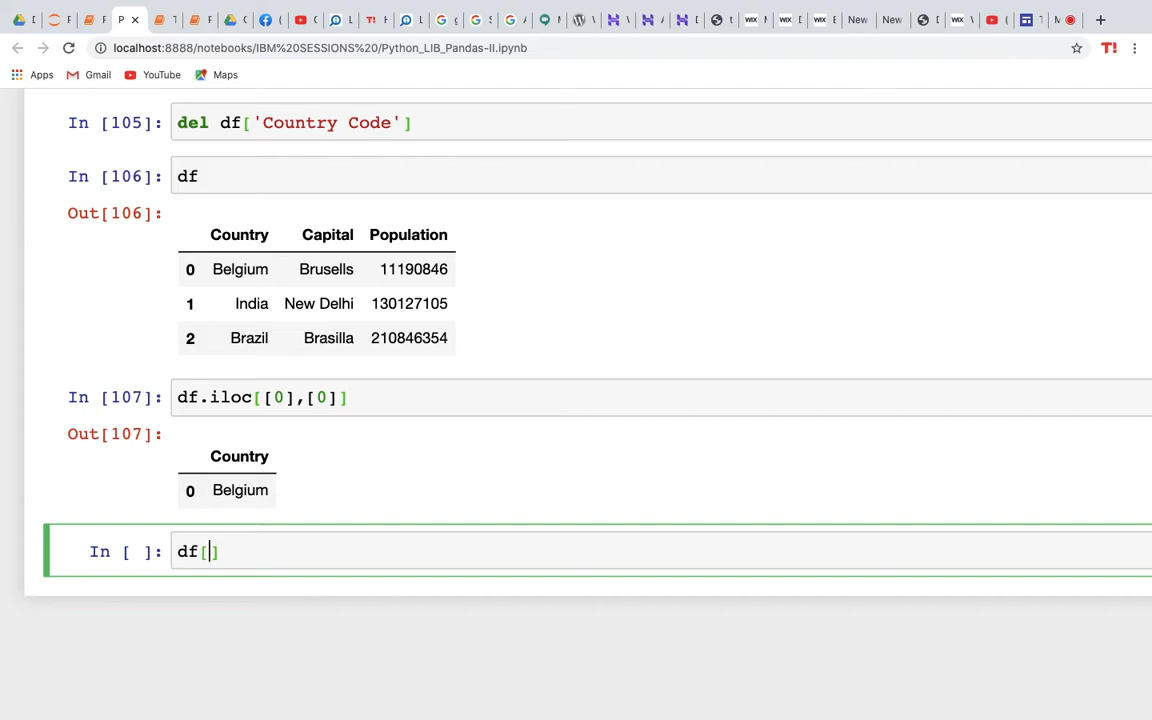 localhost:8888/notebooks/IBM%20SESSIONS%20/Python_LIB_Pandas-II.ipynb
Apps Gmail YouTube Maps
In [105]: del df['Country Code']
In [106]: df
Out[106]:
Country Capital Population
0 Belgium Brusells 11190846
1 India New Delhi 130127105
2 Brazil Brasilla 210846354
In [107]: df.iloc[[0],[0]]
Out[107]:
Country
0 Belgium
In [ ]: df[]